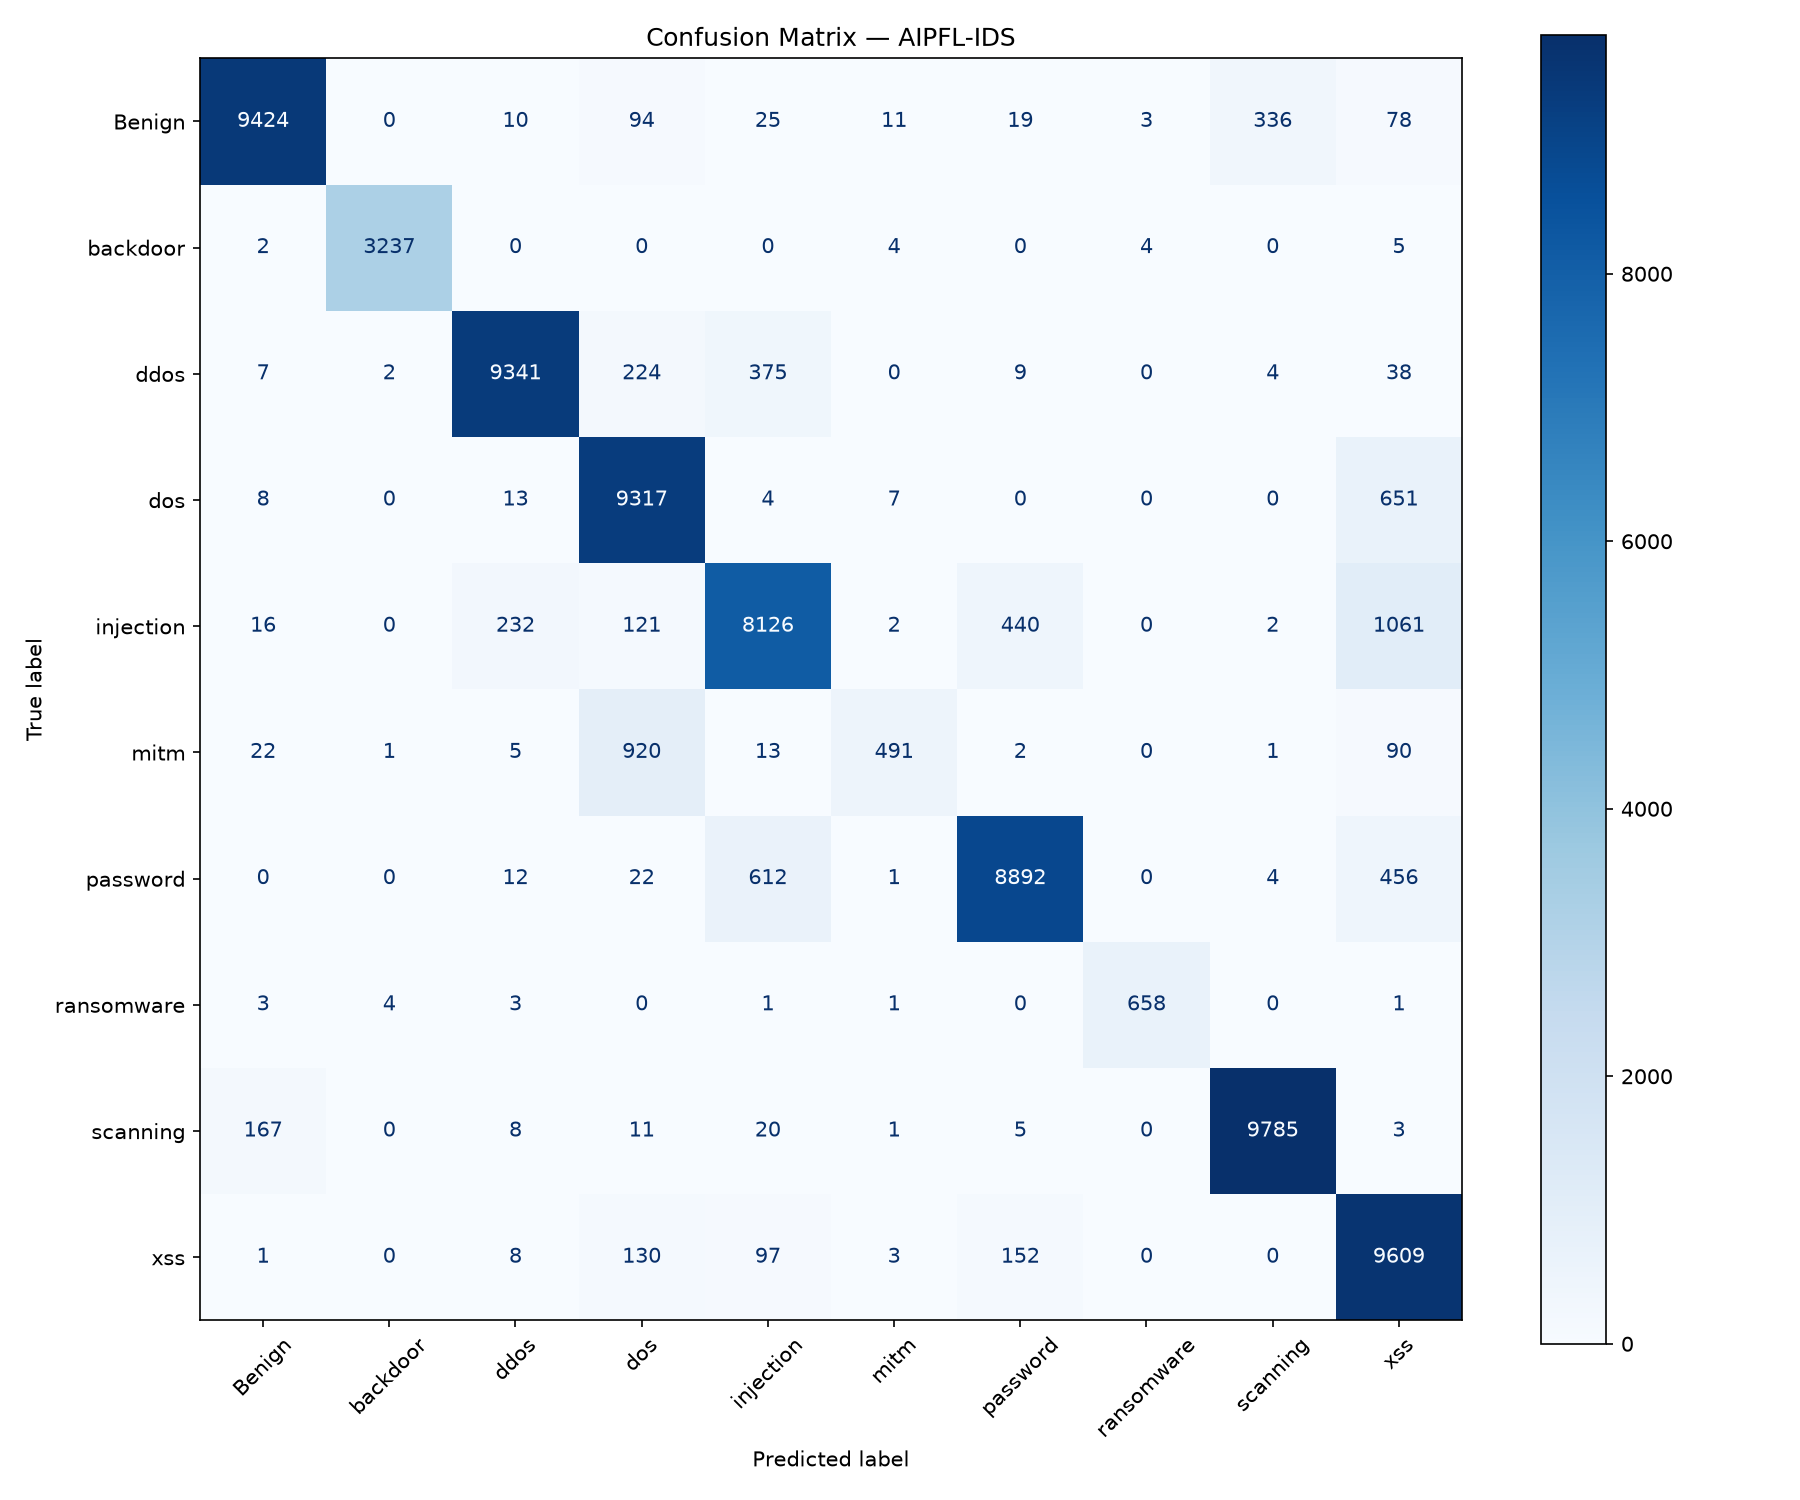 Confusion Matrix — AIPFL-IDS
Benign 9424 0 10 94 25 11 19 3 336 78
backdoor 2 3237 0 0 0 4 0 4 0 5
ddos 7 2 9341 224 375 0 9 0 4 38
dos 8 0 13 9317 4 7 0 0 0 651
injection 16 0 232 121 8126 2 440 0 2 1061
mitm 22 1 5 920 13 491 2 0 1 90
password 0 0 12 22 612 1 8892 0 4 456
ransomware 3 4 3 0 1 1 0 658 0 1
scanning 167 0 8 11 20 1 5 0 9785 3
xss 1 0 8 130 97 3 152 0 0 9609
Benign backdoor ddos dos injection mitm password ransomware scanning xss
Predicted label
True label
8000
6000
4000
2000
0